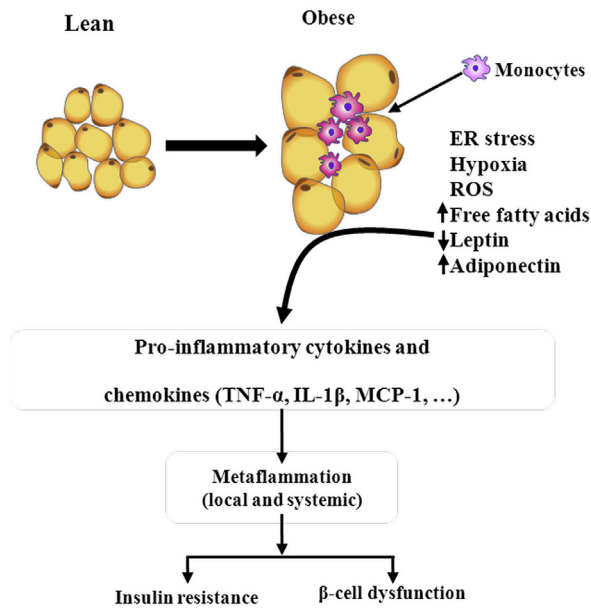 Lean
Obese
Monocytes
ER stress
Hypoxia
ROS
↑Free fatty acids
↓Leptin
↑Adiponectin
Pro-inflammatory cytokines and
chemokines (TNF-α, IL-1β, MCP-1, …)
Metaflammation
(local and systemic)
Insulin resistance
β-cell dysfunction